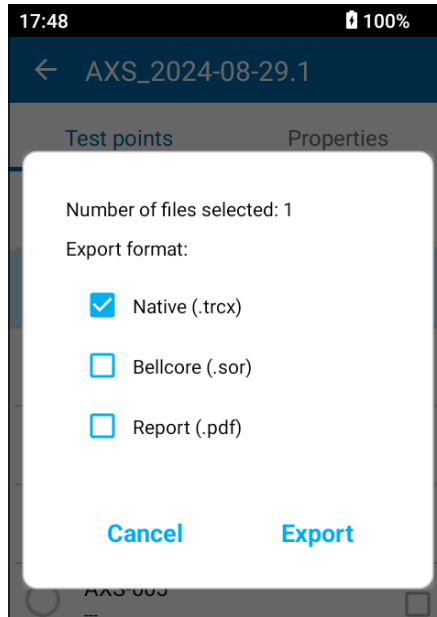 17:48 100%
AXS_2024-08-29.1
Test points Properties
Number of files selected: 1
Export format:
Native (.trcx)
Bellcore (.sor)
Report (.pdf)
Cancel Export
AXS-005
---